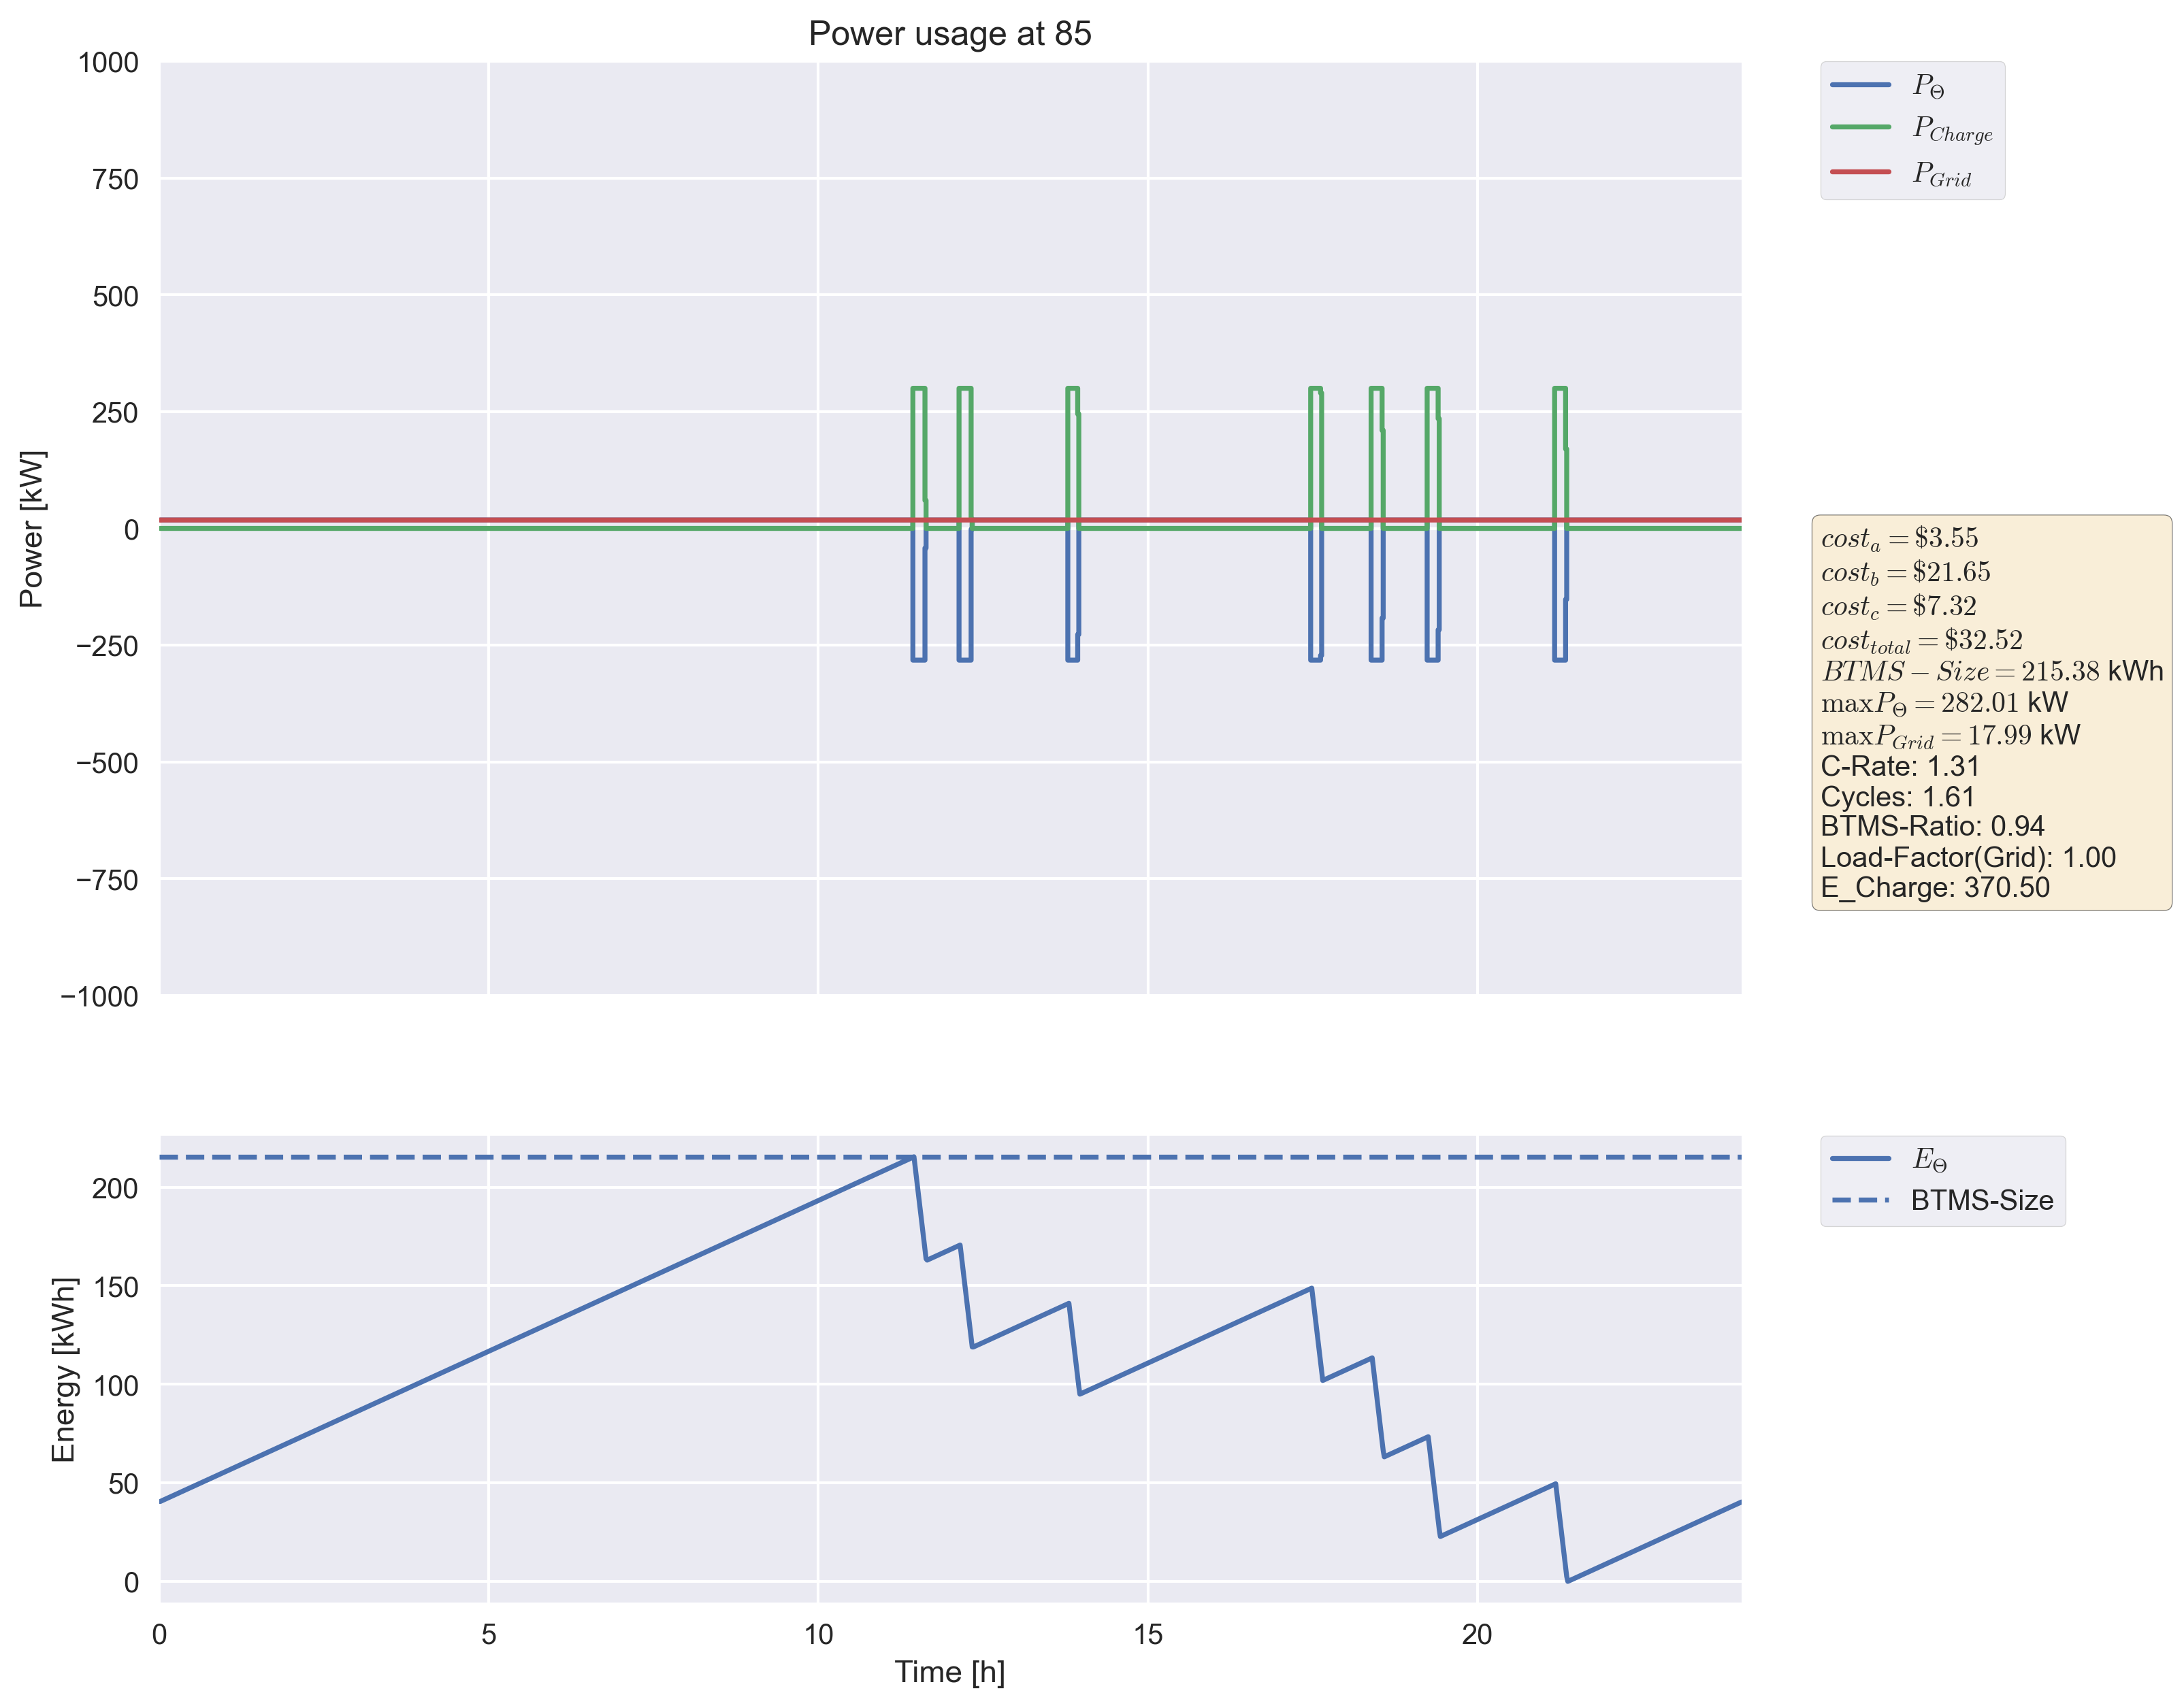 Power usage at 85
1000
750
500
250
0
−250
−500
−750
−1000
Power [kW]
P_Θ
P_Charge
P_Grid
cost_a = $3.55
cost_b = $21.65
cost_c = $7.32
cost_total = $32.52
BTMS − Size = 215.38 kWh
max P_Θ = 282.01 kW
max P_Grid = 17.99 kW
C-Rate: 1.31
Cycles: 1.61
BTMS-Ratio: 0.94
Load-Factor(Grid): 1.00
E_Charge: 370.50
200
150
100
50
0
Energy [kWh]
E_Θ
BTMS-Size
0 5 10 15 20
Time [h]